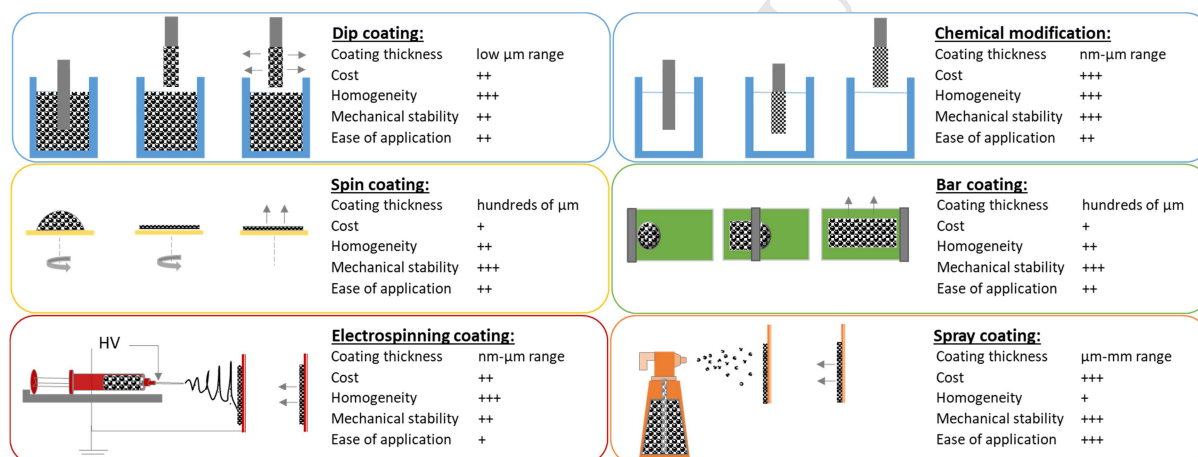 Dip coating:
Coating thickness low µm range
Cost ++
Homogeneity +++
Mechanical stability ++
Ease of application ++
Chemical modification:
Coating thickness nm-µm range
Cost +++
Homogeneity +++
Mechanical stability +++
Ease of application ++
Spin coating:
Coating thickness hundreds of µm
Cost +
Homogeneity ++
Mechanical stability +++
Ease of application ++
Bar coating:
Coating thickness hundreds of µm
Cost +
Homogeneity ++
Mechanical stability +++
Ease of application ++
HV
Electrospinning coating:
Coating thickness nm-µm range
Cost ++
Homogeneity +++
Mechanical stability ++
Ease of application +
Spray coating:
Coating thickness µm-mm range
Cost +++
Homogeneity +
Mechanical stability +++
Ease of application +++